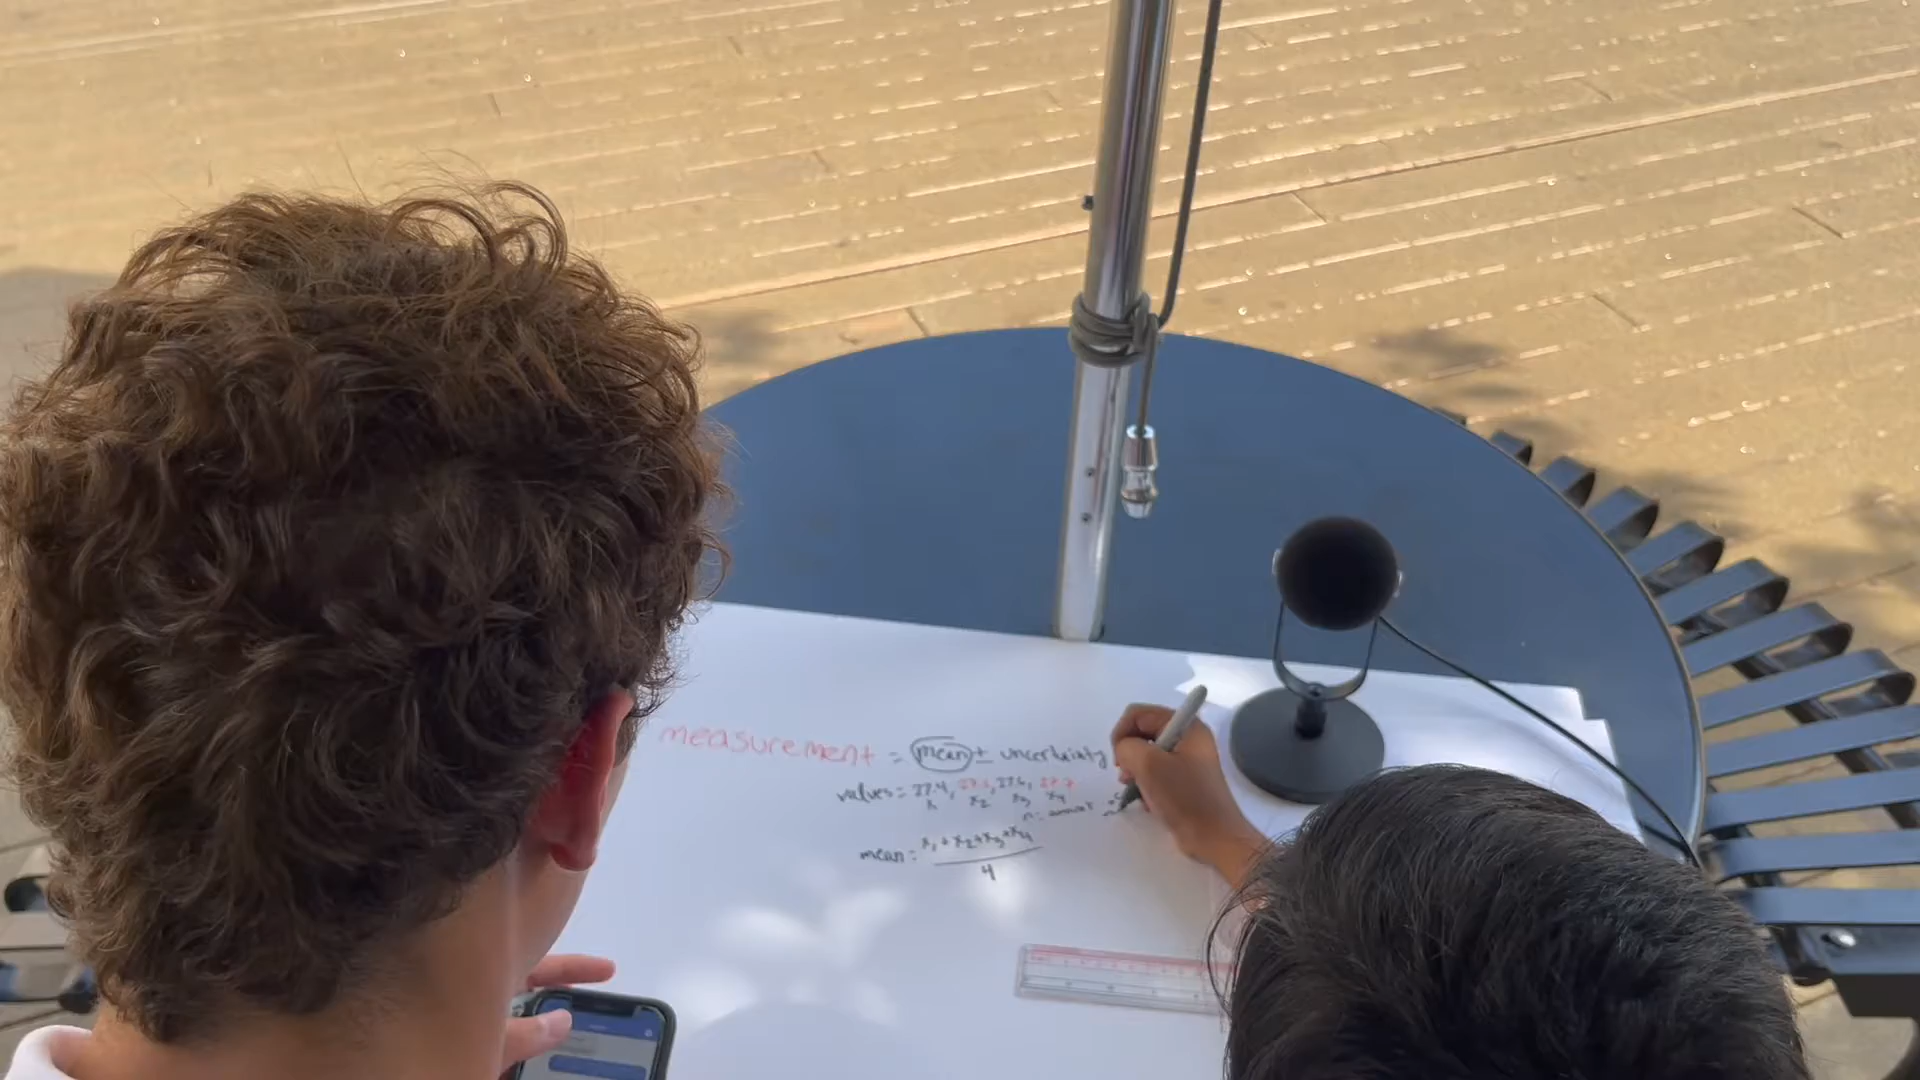 measurement = mean ± uncertainty
values = 27.4, 27.5, 27.6, 27.7
x₁ x₂ x₃ x₄
n =
mean = x₁+x₂+x₃+x₄
4